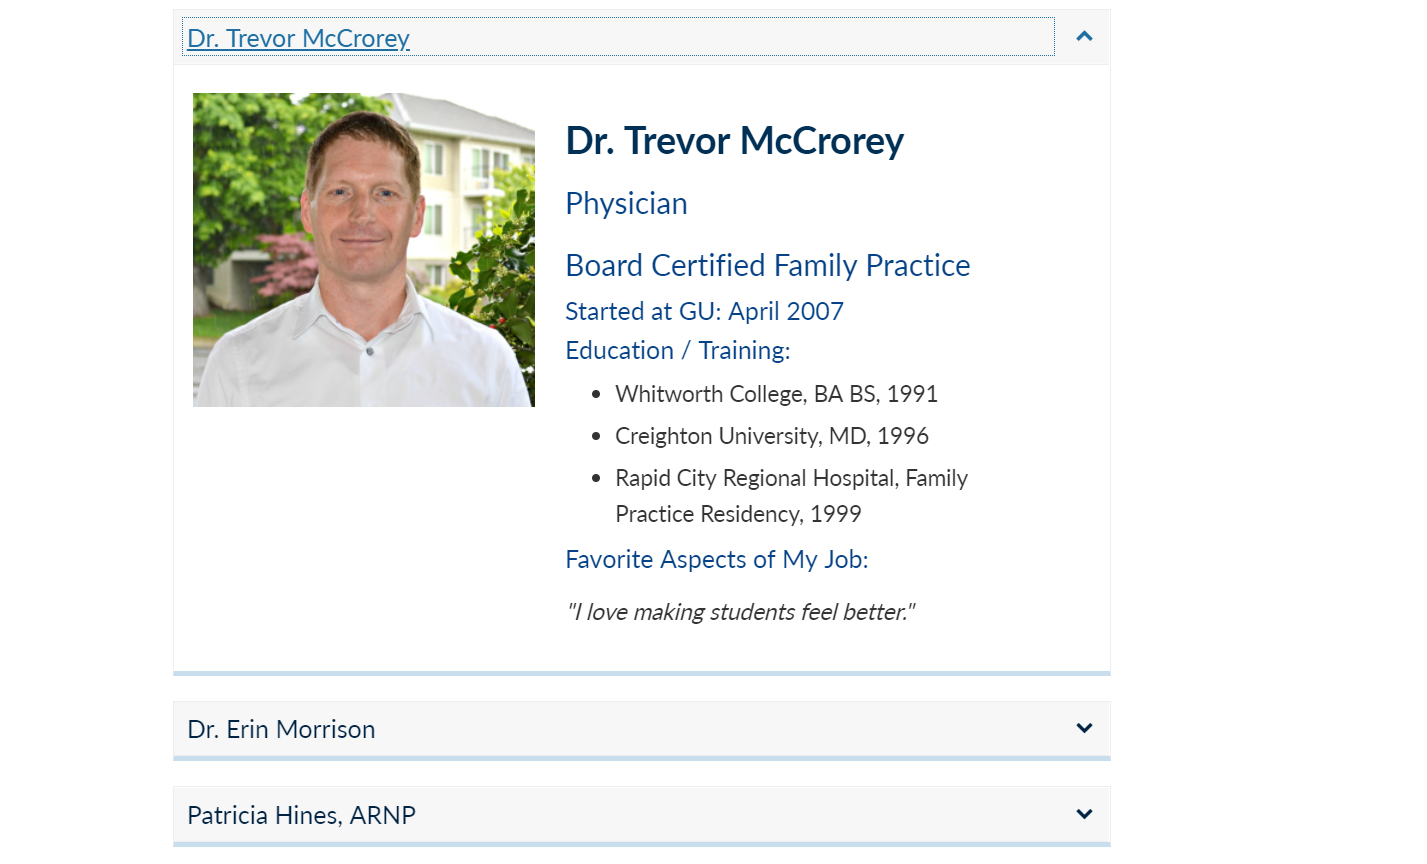 Dr. Trevor McCrorey
Dr. Trevor McCrorey
Physician
Board Certified Family Practice
Started at GU: April 2007
Education / Training:
• Whitworth College, BA BS, 1991
• Creighton University, MD, 1996
• Rapid City Regional Hospital, Family
Practice Residency, 1999
Favorite Aspects of My Job:
"I love making students feel better."
Dr. Erin Morrison
Patricia Hines, ARNP